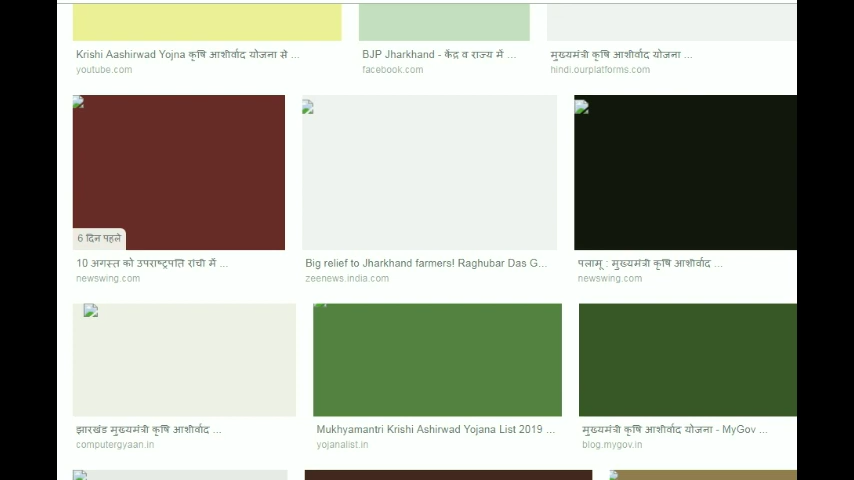 Krishi Aashirwad Yojna कृषि आशीर्वाद योजना से ...
youtube.com
BJP Jharkhand - केंद्र व राज्य में ...
facebook.com
मुख्यमंत्री कृषि आशीर्वाद योजना ...
hindi.ourplatforms.com
6 दिन पहले
10 अगस्त को उपराष्ट्रपति रांची में ...
newswing.com
Big relief to Jharkhand farmers! Raghubar Das G...
zeenews.india.com
पलामू : मुख्यमंत्री कृषि आशीर्वाद ...
newswing.com
झारखंड मुख्यमंत्री कृषि आशीर्वाद ...
computergyaan.in
Mukhyamantri Krishi Ashirwad Yojana List 2019 ...
yojanalist.in
मुख्यमंत्री कृषि आशीर्वाद योजना - MyGov ...
blog.mygov.in